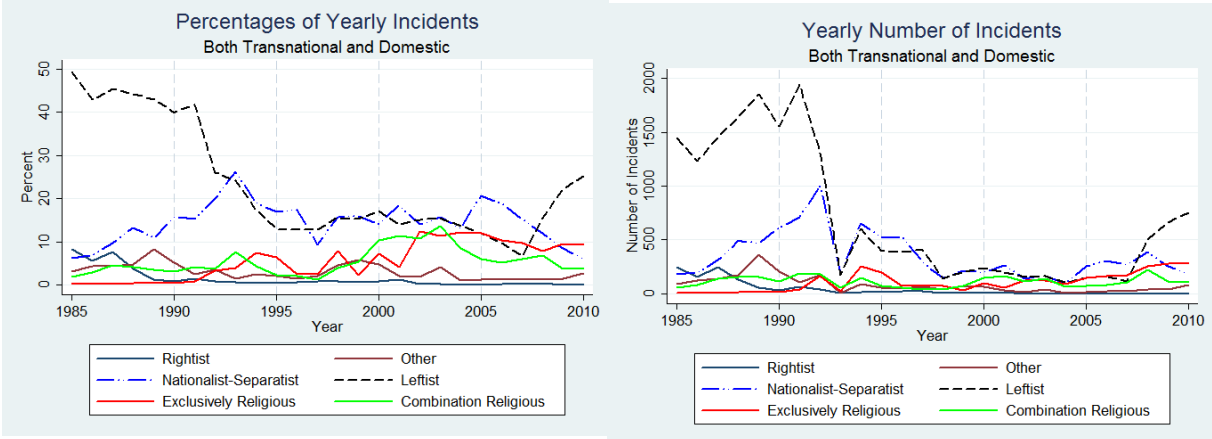 Percentages of Yearly Incidents
Both Transnational and Domestic
Percent
50
40
30
20
10
0
1985 1990 1995 2000 2005 2010
Year
Rightist Other
Nationalist-Separatist Leftist
Exclusively Religious Combination Religious
Yearly Number of Incidents
Both Transnational and Domestic
Number of Incidents
2000
1500
1000
500
0
1985 1990 1995 2000 2005 2010
Year
Rightist Other
Nationalist-Separatist Leftist
Exclusively Religious Combination Religious